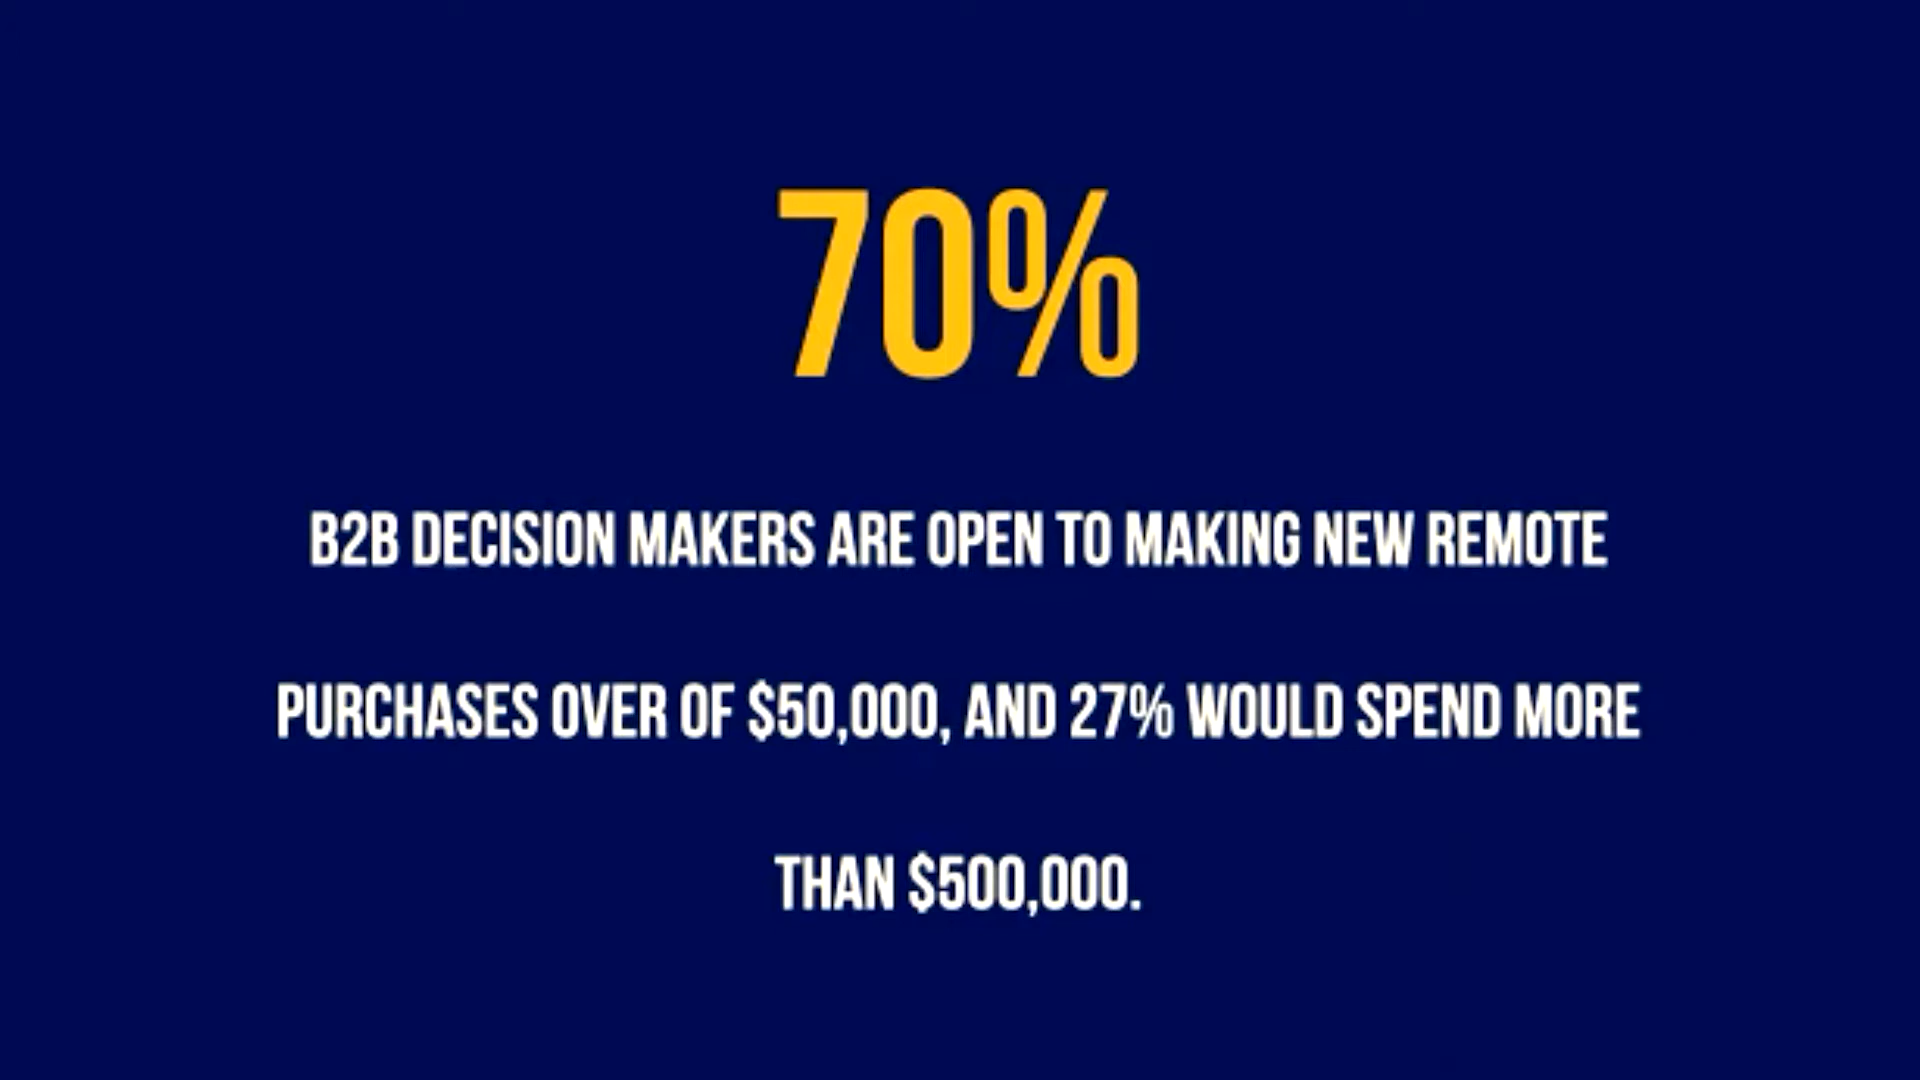 70%
B2B DECISION MAKERS ARE OPEN TO MAKING NEW REMOTE
PURCHASES OVER OF $50,000, AND 27% WOULD SPEND MORE
THAN $500,000.